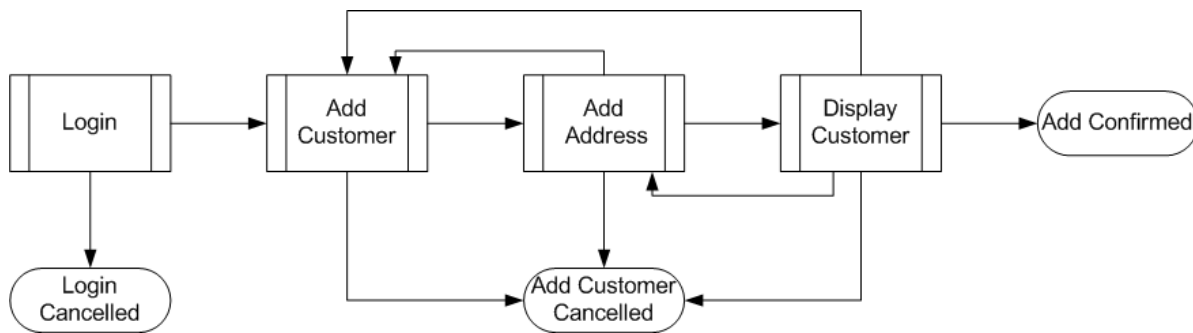 Login
Add
Customer
Add
Address
Display
Customer
Add Confirmed
Login
Cancelled
Add Customer
Cancelled